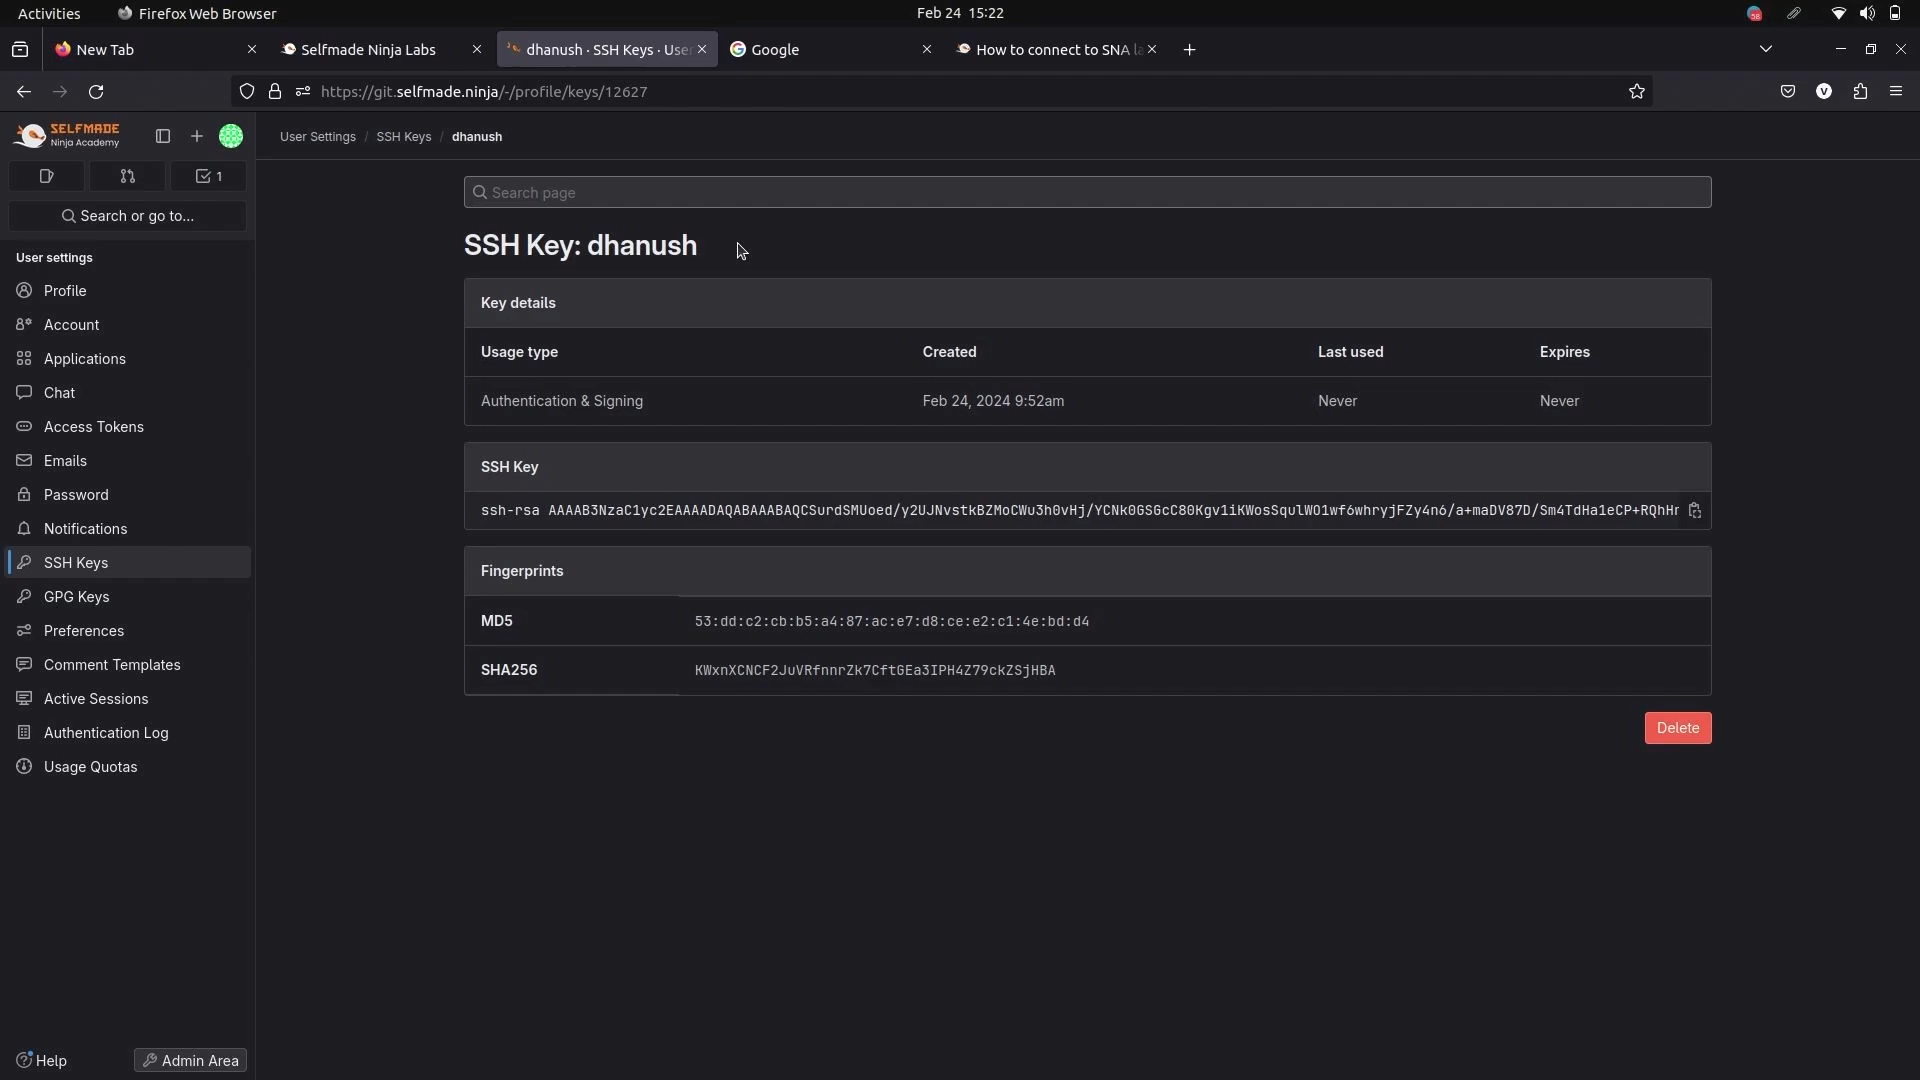 Activities
Firefox Web Browser
Feb 24 15:22
58
New Tab
Selfmade Ninja Labs
dhanush · SSH Keys · User
Google
How to connect to SNA la
https://git.selfmade.ninja/-/profile/keys/12627
V
SELFMADE
Ninja Academy
User Settings / SSH Keys / dhanush
1
Search or go to...
Search page
SSH Key: dhanush
User settings
Profile
Account
Applications
Chat
Access Tokens
Emails
Password
Notifications
SSH Keys
GPG Keys
Preferences
Comment Templates
Active Sessions
Authentication Log
Usage Quotas
Help
Admin Area
Key details
Usage type Created Last used Expires
Authentication & Signing Feb 24, 2024 9:52am Never Never
SSH Key
ssh-rsa AAAAB3NzaC1yc2EAAAADAQABAAABAQCSurdSMUoed/y2UJNvstkBZMoCWu3h0vHj/YCNk0GSGcC80Kgv1iKWosSqulWO1wf6whryjFZy4n6/a+maDV87D/Sm4TdHa1eCP+RQhHr
Fingerprints
MD5 53:dd:c2:cb:b5:a4:87:ac:e7:d8:ce:e2:c1:4e:bd:d4
SHA256 KWxnXCNCF2JuVRfnnrZk7CftGEa3IPH4Z79ckZSjHBA
Delete